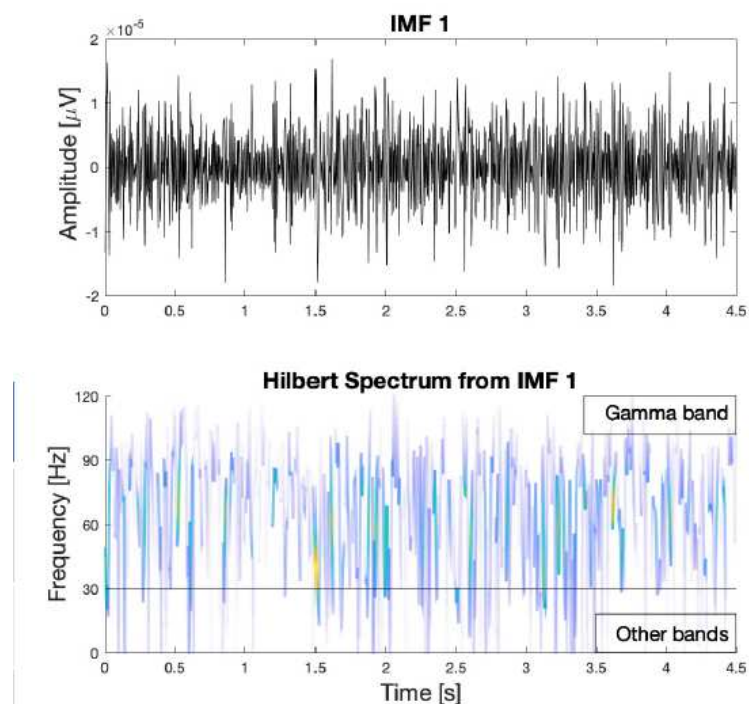 IMF 1
×10⁻⁵
Amplitude [μV]
2
1
0
-1
-2
0 0.5 1 1.5 2 2.5 3 3.5 4 4.5
Hilbert Spectrum from IMF 1
Frequency [Hz]
120
90
60
30
0
Gamma band
Other bands
0 0.5 1 1.5 2 2.5 3 3.5 4 4.5
Time [s]